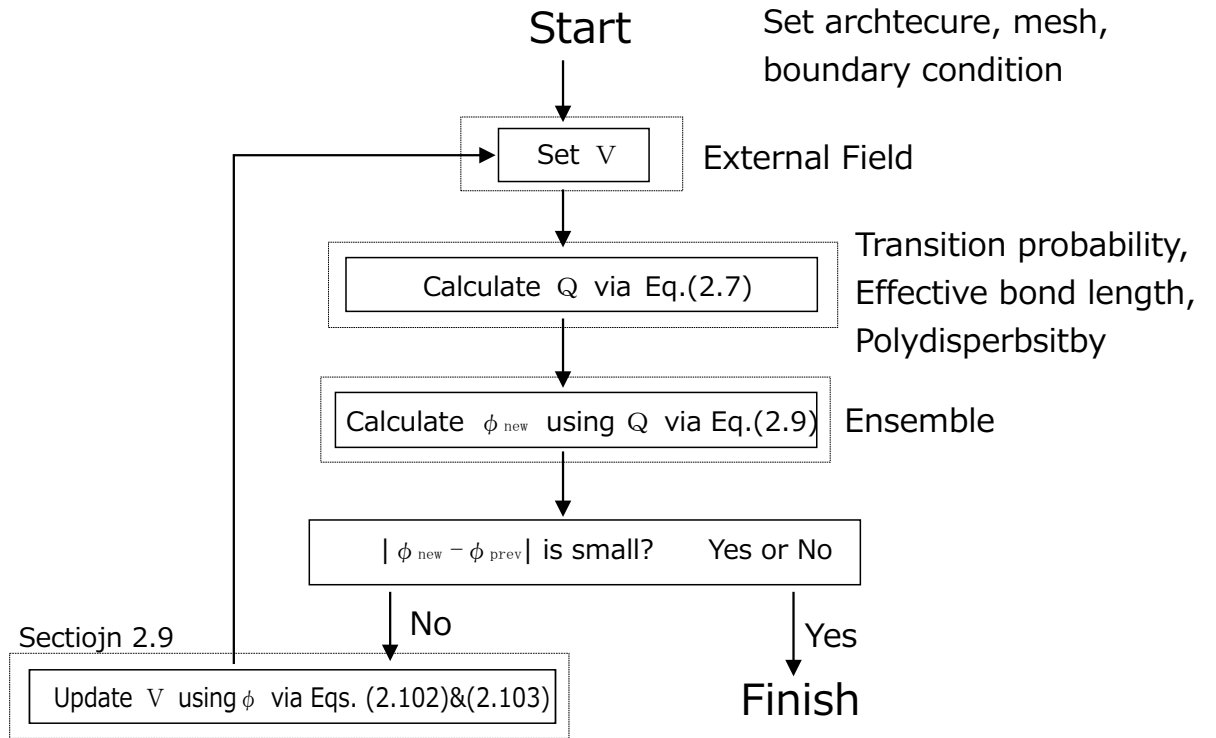 Start
Set archtecure, mesh,
boundary condition
Set V
External Field
Transition probability,
Effective bond length,
Polydisperbsitby
Calculate Q via Eq.(2.7)
Calculate ϕ new using Q via Eq.(2.9)
Ensemble
|ϕ new − ϕ prev| is small? Yes or No
No
Yes
Sectiojn 2.9
Update V using ϕ via Eqs. (2.102)&(2.103)
Finish